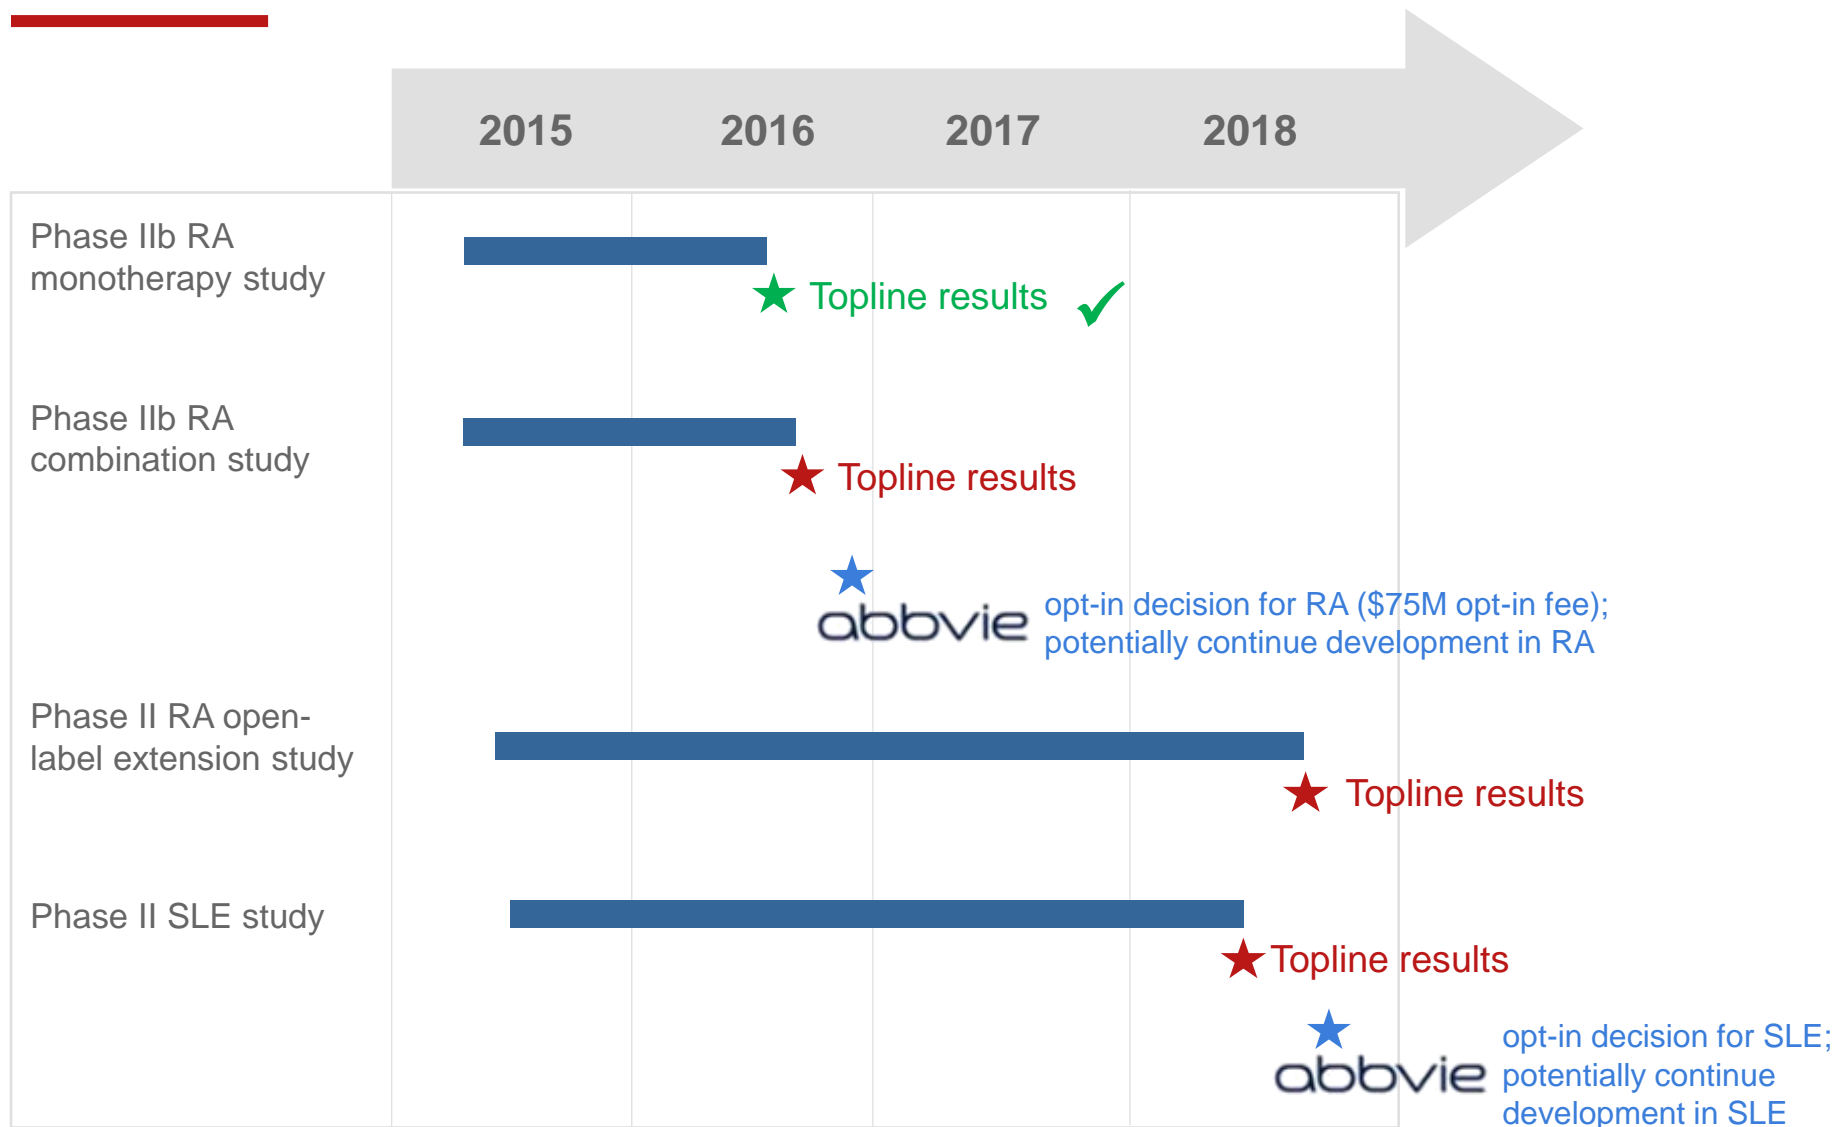 2015 2016 2017 2018
Phase IIb RA
monotherapy study
Topline results
Phase IIb RA
combination study
Topline results
abbvie
opt-in decision for RA ($75M opt-in fee);
potentially continue development in RA
Phase II RA open-
label extension study
Topline results
Phase II SLE study
Topline results
abbvie
opt-in decision for SLE;
potentially continue
development in SLE